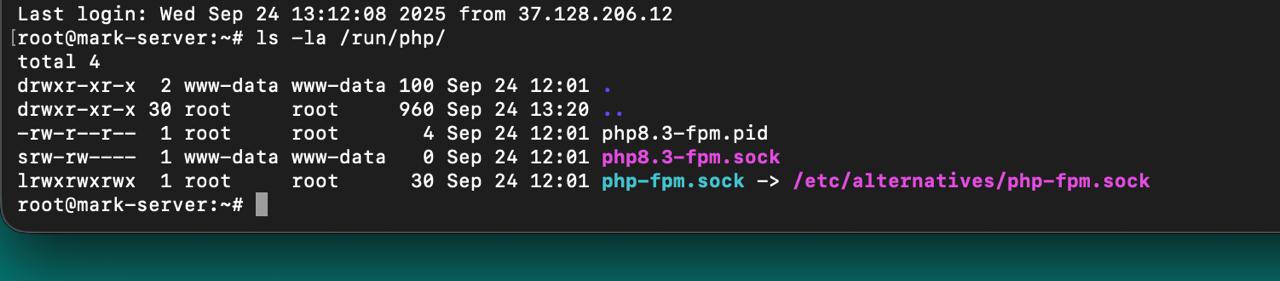 Last login: Wed Sep 24 13:12:08 2025 from 37.128.206.12
[root@mark-server:~# ls -la /run/php/
total 4
drwxr-xr-x  2 www-data www-data 100 Sep 24 12:01 .
drwxr-xr-x 30 root     root     960 Sep 24 13:20 ..
-rw-r--r--  1 root     root       4 Sep 24 12:01 php8.3-fpm.pid
srw-rw----  1 www-data www-data   0 Sep 24 12:01 php8.3-fpm.sock
lrwxrwxrwx  1 root     root      30 Sep 24 12:01 php-fpm.sock -> /etc/alternatives/php-fpm.sock
root@mark-server:~#